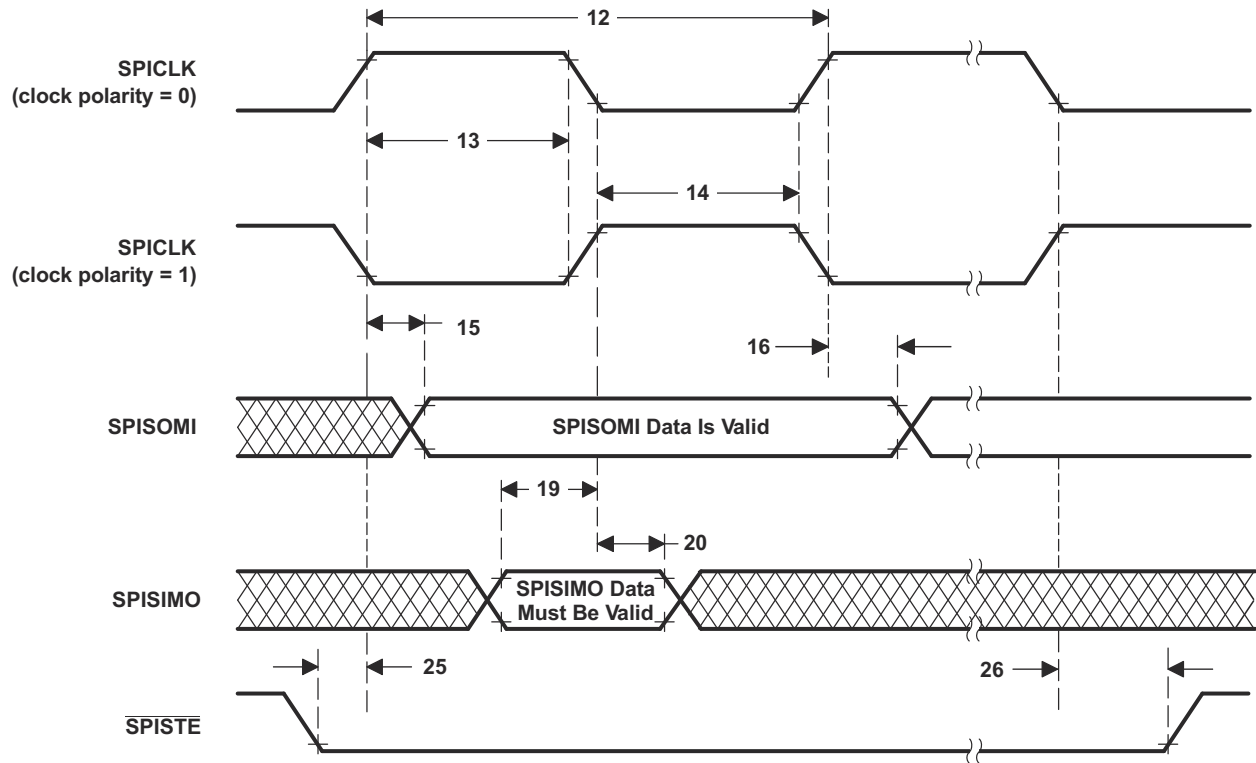 12
SPICLK
(clock polarity = 0)
13
14
SPICLK
(clock polarity = 1)
15
16
SPISOMI
SPISOMI Data Is Valid
19
20
SPISIMO
SPISIMO Data
Must Be Valid
25
26
SPISTE